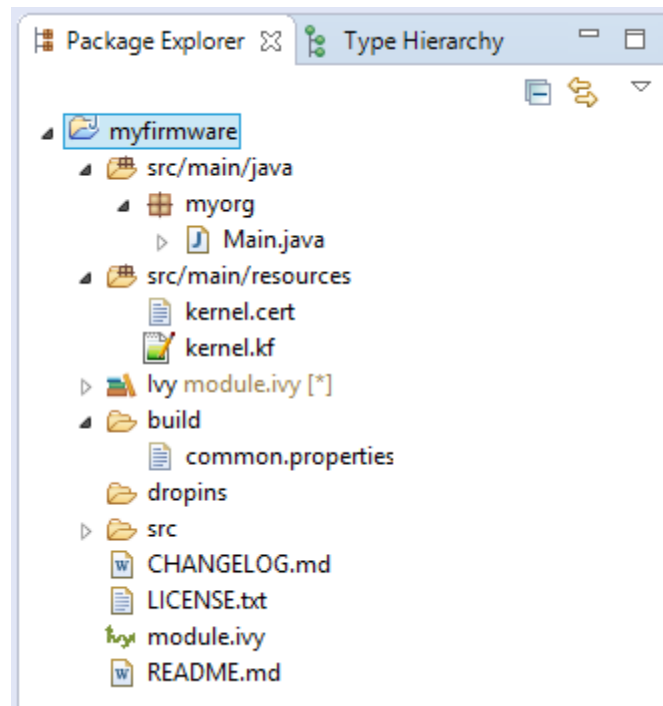 Package Explorer Type Hierarchy
myfirmware
src/main/java
myorg
Main.java
src/main/resources
kernel.cert
kernel.kf
Ivy module.ivy [*]
build
common.properties
dropins
src
CHANGELOG.md
LICENSE.txt
module.ivy
README.md